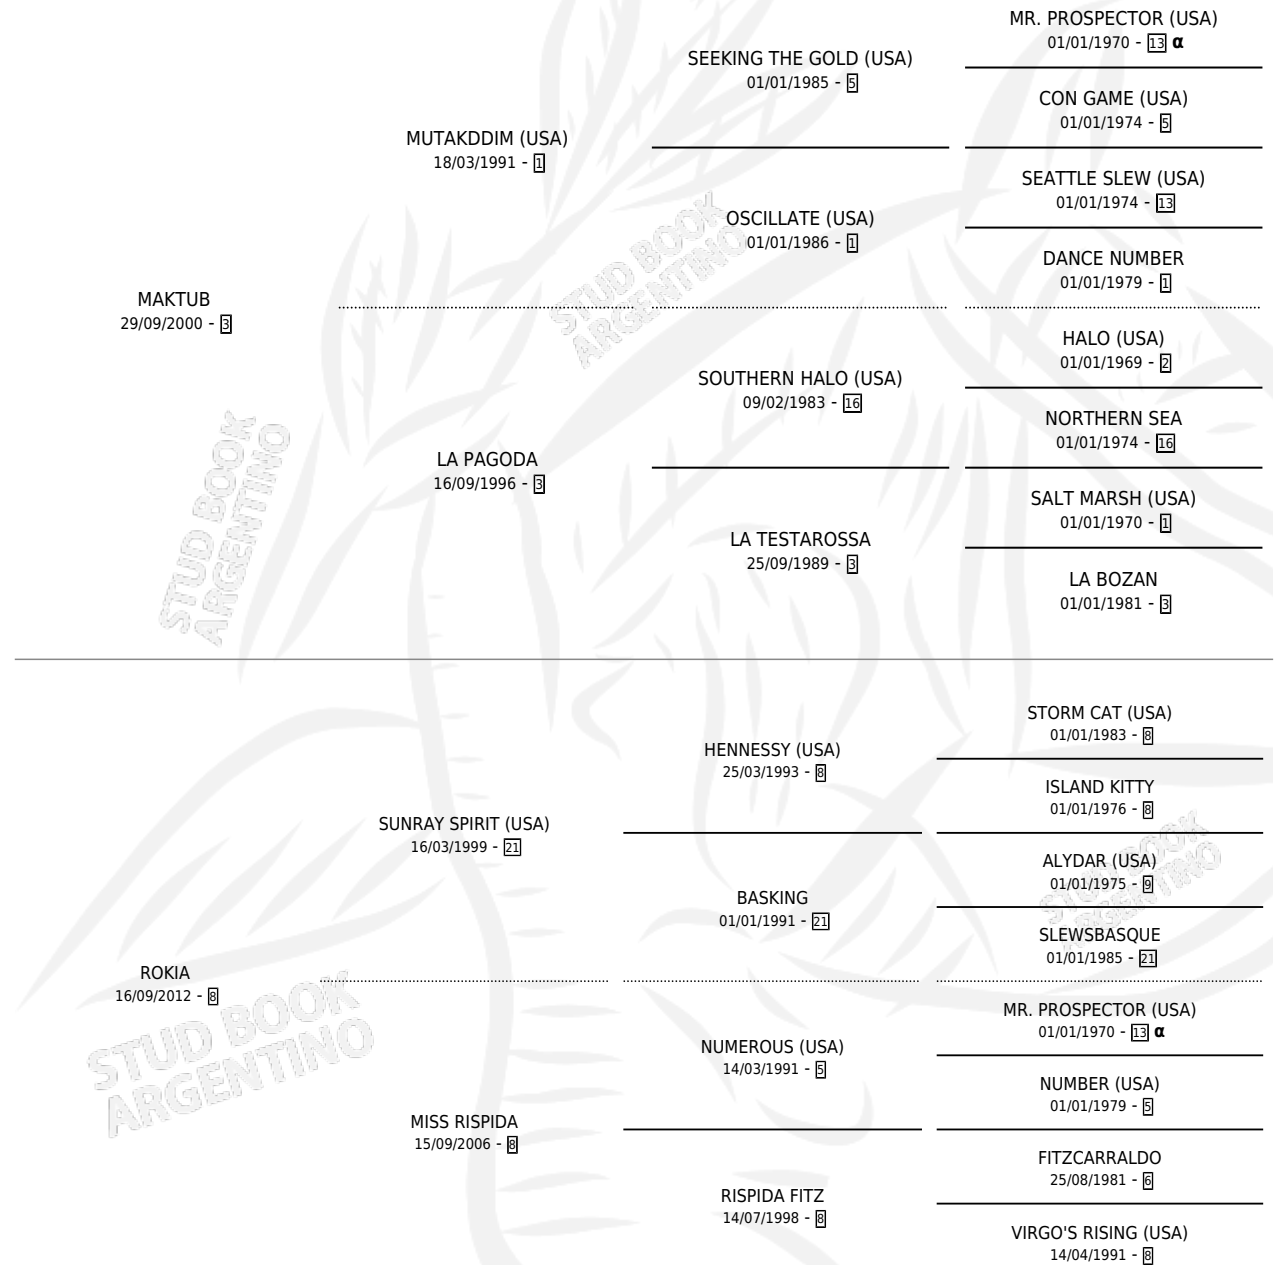 MR. PROSPECTOR (USA)
01/01/1970 - 13 α
SEEKING THE GOLD (USA)
01/01/1985 - 5
CON GAME (USA)
01/01/1974 - 5
MUTAKDDIM (USA)
18/03/1991 - 1
SEATTLE SLEW (USA)
01/01/1974 - 13
OSCILLATE (USA)
01/01/1986 - 1
DANCE NUMBER
01/01/1979 - 1
MAKTUB
29/09/2000 - 3
HALO (USA)
01/01/1969 - 2
SOUTHERN HALO (USA)
09/02/1983 - 16
NORTHERN SEA
01/01/1974 - 16
LA PAGODA
16/09/1996 - 3
SALT MARSH (USA)
01/01/1970 - 1
LA TESTAROSSA
25/09/1989 - 3
LA BOZAN
01/01/1981 - 3
STORM CAT (USA)
01/01/1983 - 8
HENNESSY (USA)
25/03/1993 - 8
ISLAND KITTY
01/01/1976 - 8
SUNRAY SPIRIT (USA)
16/03/1999 - 21
ALYDAR (USA)
01/01/1975 - 9
BASKING
01/01/1991 - 21
SLEWSBASQUE
01/01/1985 - 21
ROKIA
16/09/2012 - 8
MR. PROSPECTOR (USA)
01/01/1970 - 13 α
NUMEROUS (USA)
14/03/1991 - 5
NUMBER (USA)
01/01/1979 - 5
MISS RISPIDA
15/09/2006 - 8
FITZCARRALDO
25/08/1981 - 6
RISPIDA FITZ
14/07/1998 - 8
VIRGO'S RISING (USA)
14/04/1991 - 8
STUD BOOK
ARGENTINO
STUD BOOK
ARGENTINO
STUD BOOK
ARGENTINO
STUD BOOK
ARGENTINO